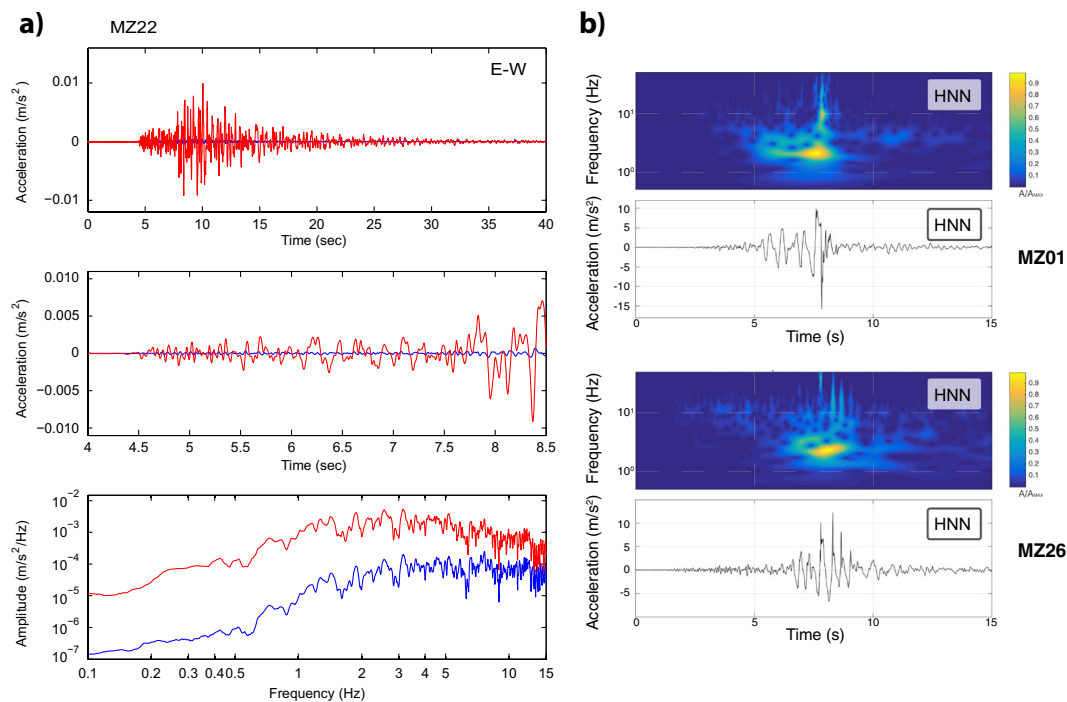 a)
MZ22
E-W
Acceleration (m/s²)
0.01
0
−0.01
0 5 10 15 20 25 30 35 40
Time (sec)
Acceleration (m/s²)
0.010
0.005
0
−0.005
−0.010
4 4.5 5 5.5 6 6.5 7 7.5 8 8.5
Time (sec)
Amplitude (m/s²/Hz)
10⁻²
10⁻³
10⁻⁴
10⁻⁵
10⁻⁶
10⁻⁷
0.1 0.2 0.3 0.4 0.5 1 2 3 4 5 10 15
Frequency (Hz)
b)
Frequency (Hz)
10¹
10⁰
HNN
0.9
0.8
0.7
0.6
0.5
0.4
0.3
0.2
0.1
A/AMAX
Acceleration (m/s²)
10
5
0
-5
-10
-15
HNN
MZ01
0 5 10 15
Time (s)
Frequency (Hz)
10¹
10⁰
HNN
0.9
0.8
0.7
0.6
0.5
0.4
0.3
0.2
0.1
A/AMAX
Acceleration (m/s²)
10
5
0
-5
HNN
MZ26
0 5 10 15
Time (s)